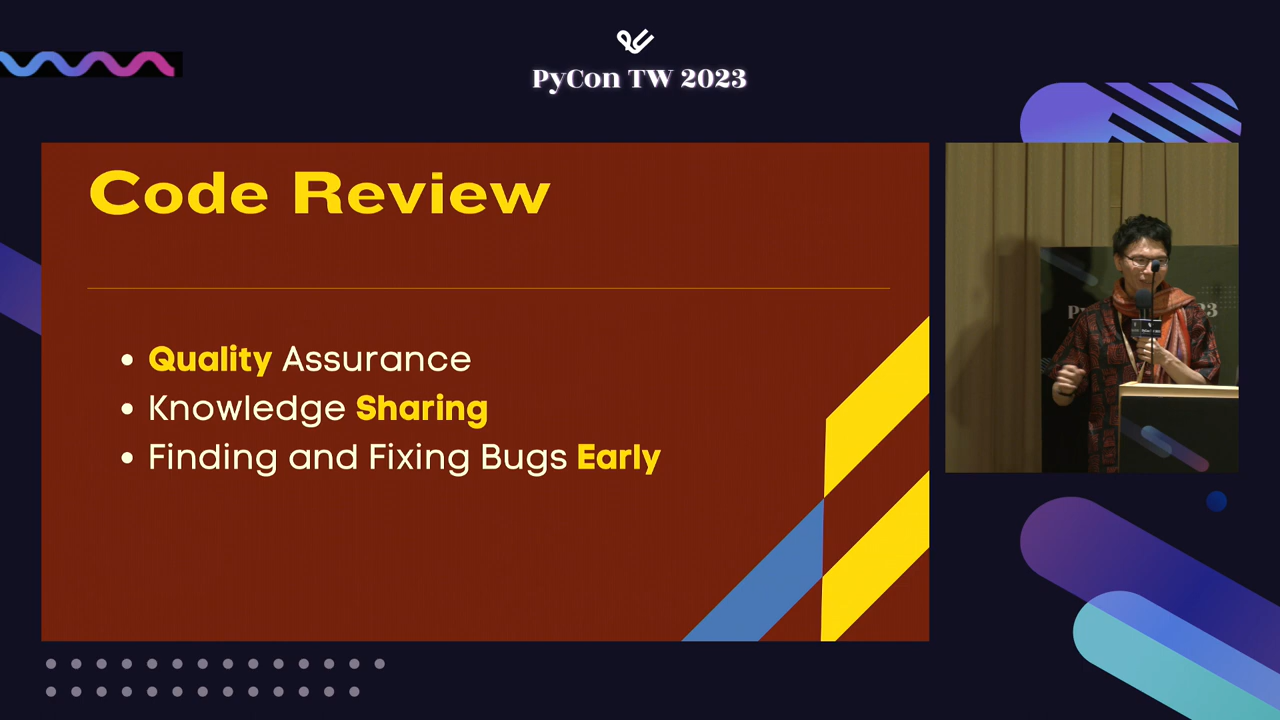 PyCon TW 2023
Code Review
Quality Assurance
Knowledge Sharing
Finding and Fixing Bugs Early